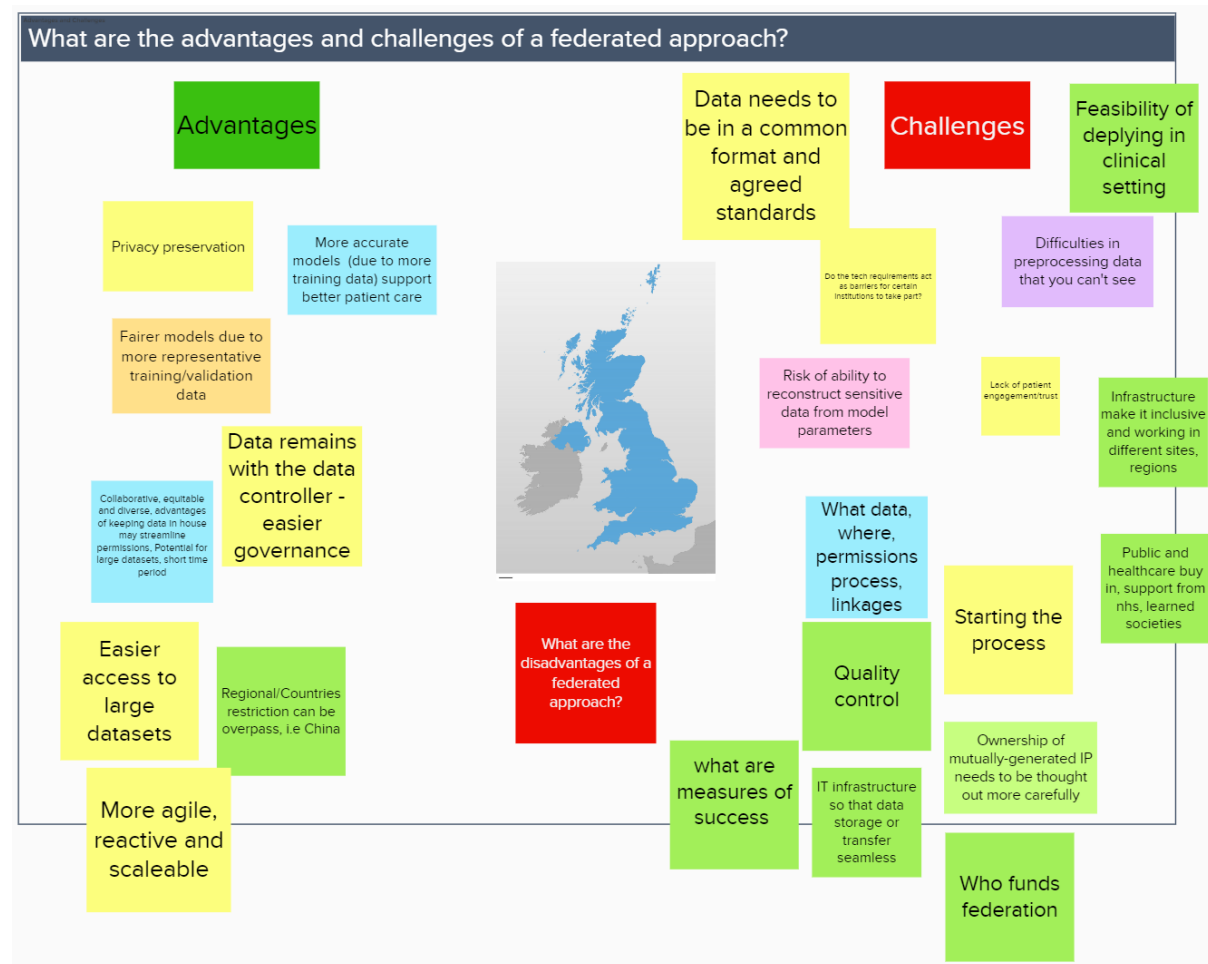 What are the advantages and challenges of a federated approach?
Advantages
Privacy preservation
More accurate
models (due to more
training data) support
better patient care
Fairer models due to
more representative
training/validation
data
Data remains
with the data
controller -
easier
governance
Collaborative, equitable
and diverse, advantages
of keeping data in house
may streamline
permissions, Potential for
large datasets, short time
period
Easier
access to
large
datasets
Regional/Countries
restriction can be
overpass, i.e China
More agile,
reactive and
scaleable
What are the
disadvantages of a
federated
approach?
Data needs to
be in a common
format and
agreed
standards
Challenges
Feasibility of
deplying in
clinical
setting
Do the tech requirements act
as barriers for certain
institutions to take part?
Difficulties in
preprocessing data
that you can't see
Risk of ability to
reconstruct sensitive
data from model
parameters
Lack of patient
engagement/trust
Infrastructure
make it inclusive
and working in
different sites,
regions
What data,
where,
permissions
process,
linkages
Starting the
process
Public and
healthcare buy
in, support from
nhs, learned
societies
Quality
control
what are
measures of
success
IT infrastructure
so that data
storage or
transfer
seamless
Ownership of
mutually-generated IP
needs to be thought
out more carefully
Who funds
federation